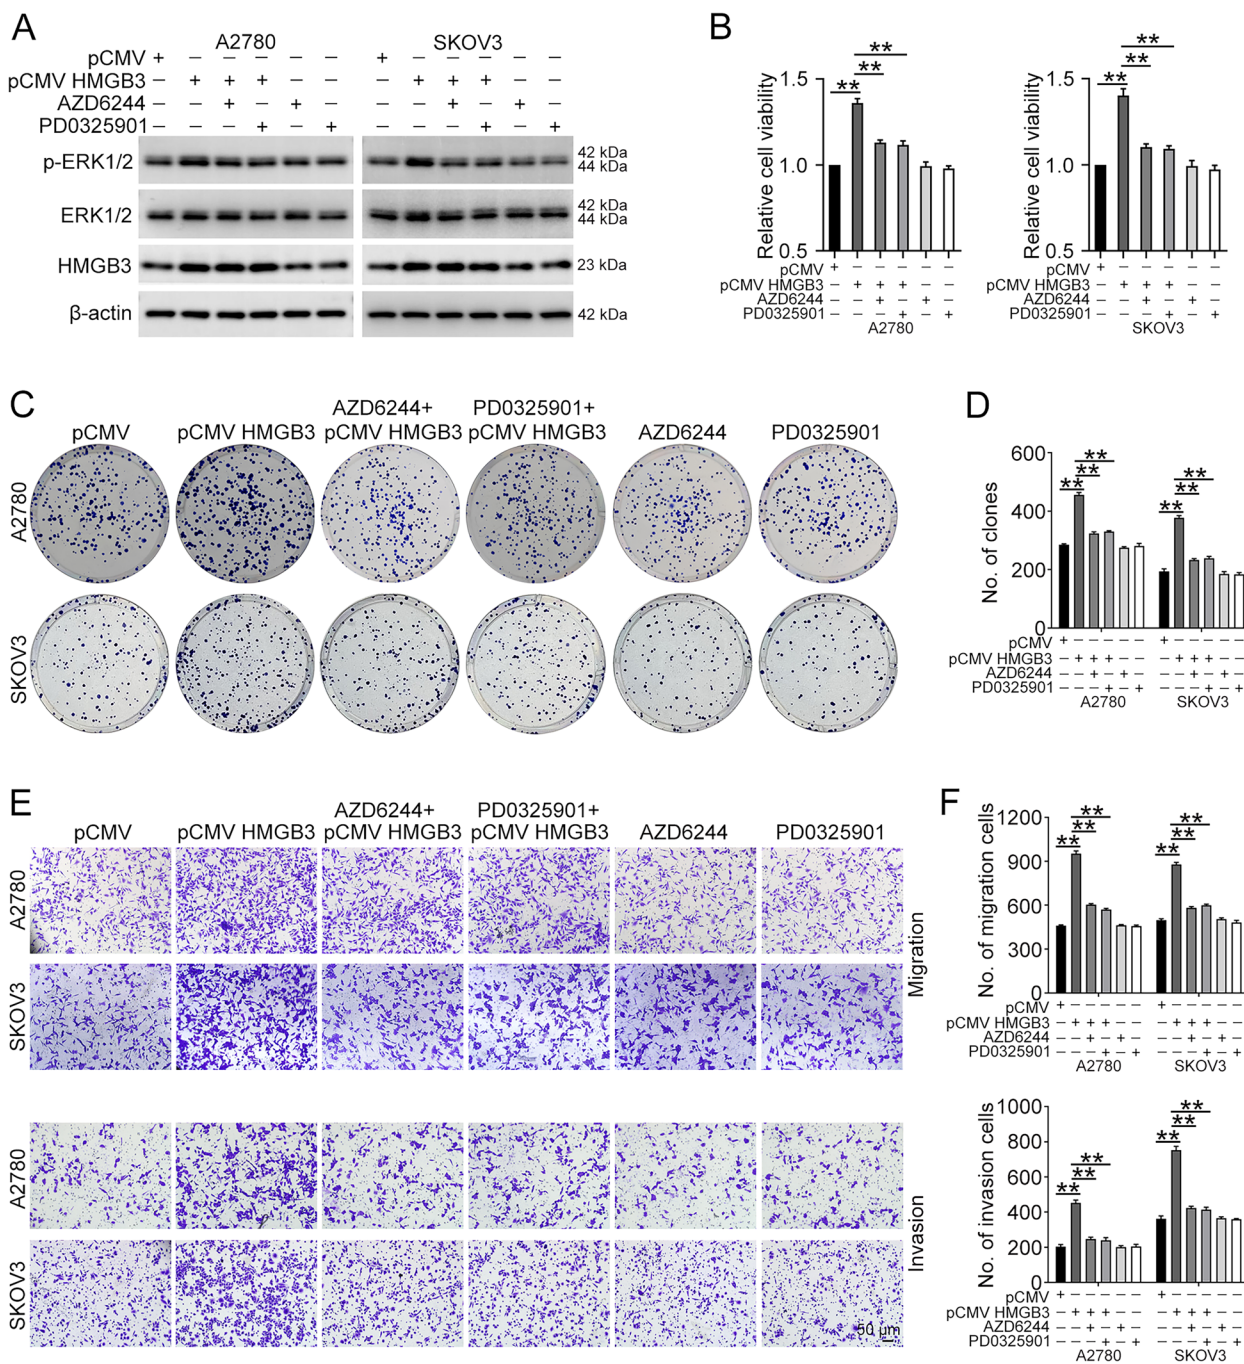 A
A2780 SKOV3
pCMV + − − − − − + − − − − −
pCMV HMGB3 − + + + − − − + + + − −
AZD6244 − − + − + − − − + − + −
PD0325901 − − − + − + − − − + − +
p-ERK1/2 42 kDa
44 kDa
ERK1/2 42 kDa
44 kDa
HMGB3 23 kDa
β-actin 42 kDa
B
Relative cell viability
1.5
1.0
0.5
** ** **
pCMV + − − − − −
pCMV HMGB3 − + + + − −
AZD6244 − − + − + −
PD0325901 − − − + − +
A2780
Relative cell viability
1.5
1.0
0.5
** ** **
pCMV + − − − − −
pCMV HMGB3 − + + + − −
AZD6244 − − + − + −
PD0325901 − − − + − +
SKOV3
C
pCMV pCMV HMGB3 AZD6244+ pCMV HMGB3 PD0325901+ pCMV HMGB3 AZD6244 PD0325901
A2780
SKOV3
D
No. of clones
600
400
200
0
** ** ** ** ** **
pCMV + − − − − − + − − − − −
pCMV HMGB3 − + + + − − − + + + − −
AZD6244 − − + − + − − − + − + −
PD0325901 − − − + − + − − − + − +
A2780 SKOV3
E
pCMV pCMV HMGB3 AZD6244+ pCMV HMGB3 PD0325901+ pCMV HMGB3 AZD6244 PD0325901
A2780
SKOV3
Migration
A2780
SKOV3
Invasion
50 µm
F
No. of migration cells
1200
900
600
300
0
** ** ** ** ** **
pCMV + − − − − − + − − − − −
pCMV HMGB3 − + + + − − − + + + − −
AZD6244 − − + − + − − − + − + −
PD0325901 − − − + − + − − − + − +
A2780 SKOV3
No. of invasion cells
1000
800
600
400
200
0
** ** ** ** ** **
pCMV + − − − − − + − − − − −
pCMV HMGB3 − + + + − − − + + + − −
AZD6244 − − + − + − − − + − + −
PD0325901 − − − + − + − − − + − +
A2780 SKOV3